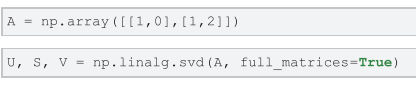 A = np.array([[1,0],[1,2]])
U, S, V = np.linalg.svd(A, full_matrices=True)